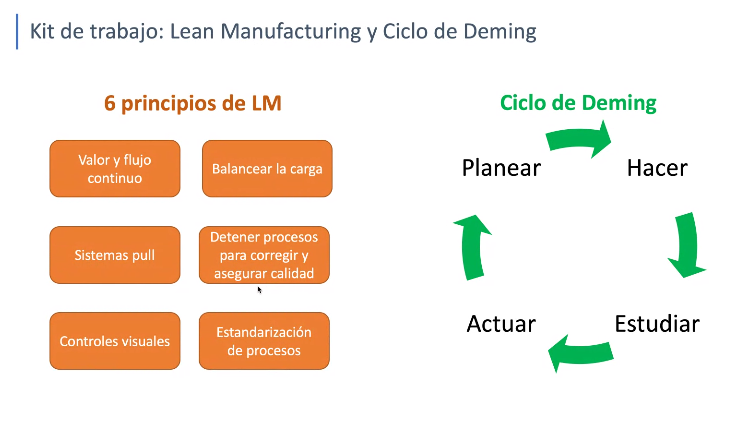 Kit de trabajo: Lean Manufacturing y Ciclo de Deming
6 principios de LM
Valor y flujo
continuo
Balancear la carga
Sistemas pull
Detener procesos
para corregir y
asegurar calidad
Controles visuales
Estandarización
de procesos
Ciclo de Deming
Planear
Hacer
Actuar
Estudiar